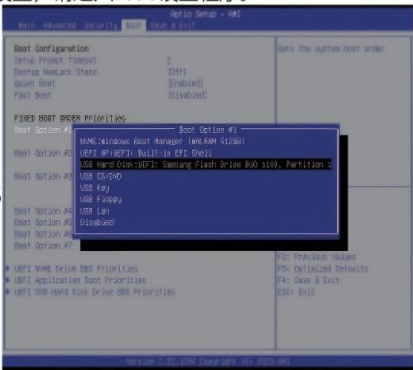 Aptio Setup - AMI
Main Advanced Security Boot Save & Exit
Boot Configuration
Setup Prompt Timeout 2
Bootup NumLock State [Off]
Quiet Boot [Enabled]
Fast Boot [Disabled]
Sets the system boot order
FIXED BOOT ORDER Priorities
Boot Option #1
Boot Option #1
NVME:Windows Boot Manager
UEFI AP:UEFI: Built-in EFI Shell
Boot Option #2
USB Hard Disk:UEFI: Samsung Flash Drive DUO 1100, Partition 1
USB CD/DVD
Boot Option #3
USB Key
USB Floppy
USB Lan
Boot Option #4
Disabled
Boot Option #5
Boot Option #6
Boot Option #7
F2: Previous Values
UEFI NVME Drive BBS Priorities
F3: Optimized Defaults
UEFI Application Boot Priorities
F4: Save & Exit
UEFI USB Hard Disk Drive BBS Priorities
ESC: Exit